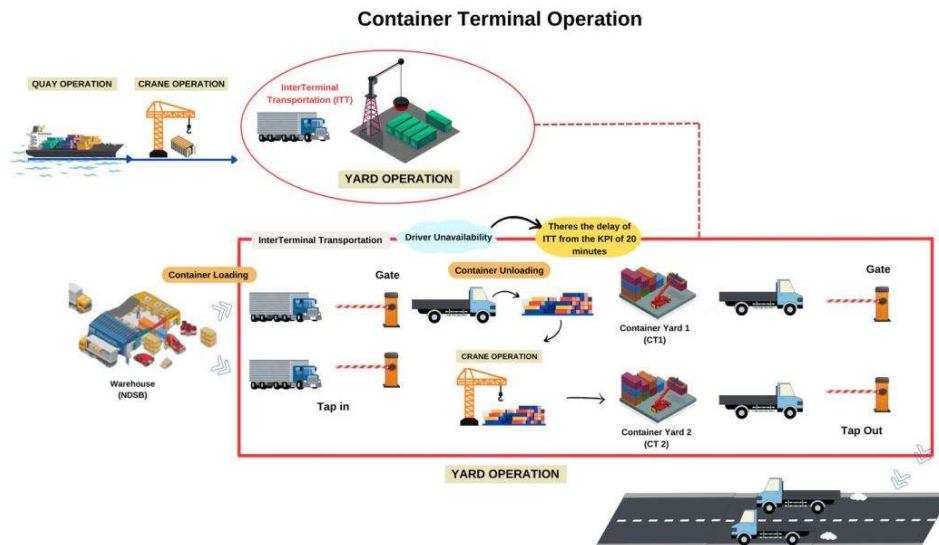 Container Terminal Operation
QUAY OPERATION
CRANE OPERATION
InterTerminal
Transportation (ITT)
YARD OPERATION
InterTerminal Transportation
Driver Unavailability
Theres the delay of
ITT from the KPI of 20
minutes
Container Loading
Gate
Container Unloading
Gate
Container Yard 1
(CT1)
CRANE OPERATION
Warehouse
(NDSB)
Tap in
Container Yard 2
(CT 2)
Tap Out
YARD OPERATION